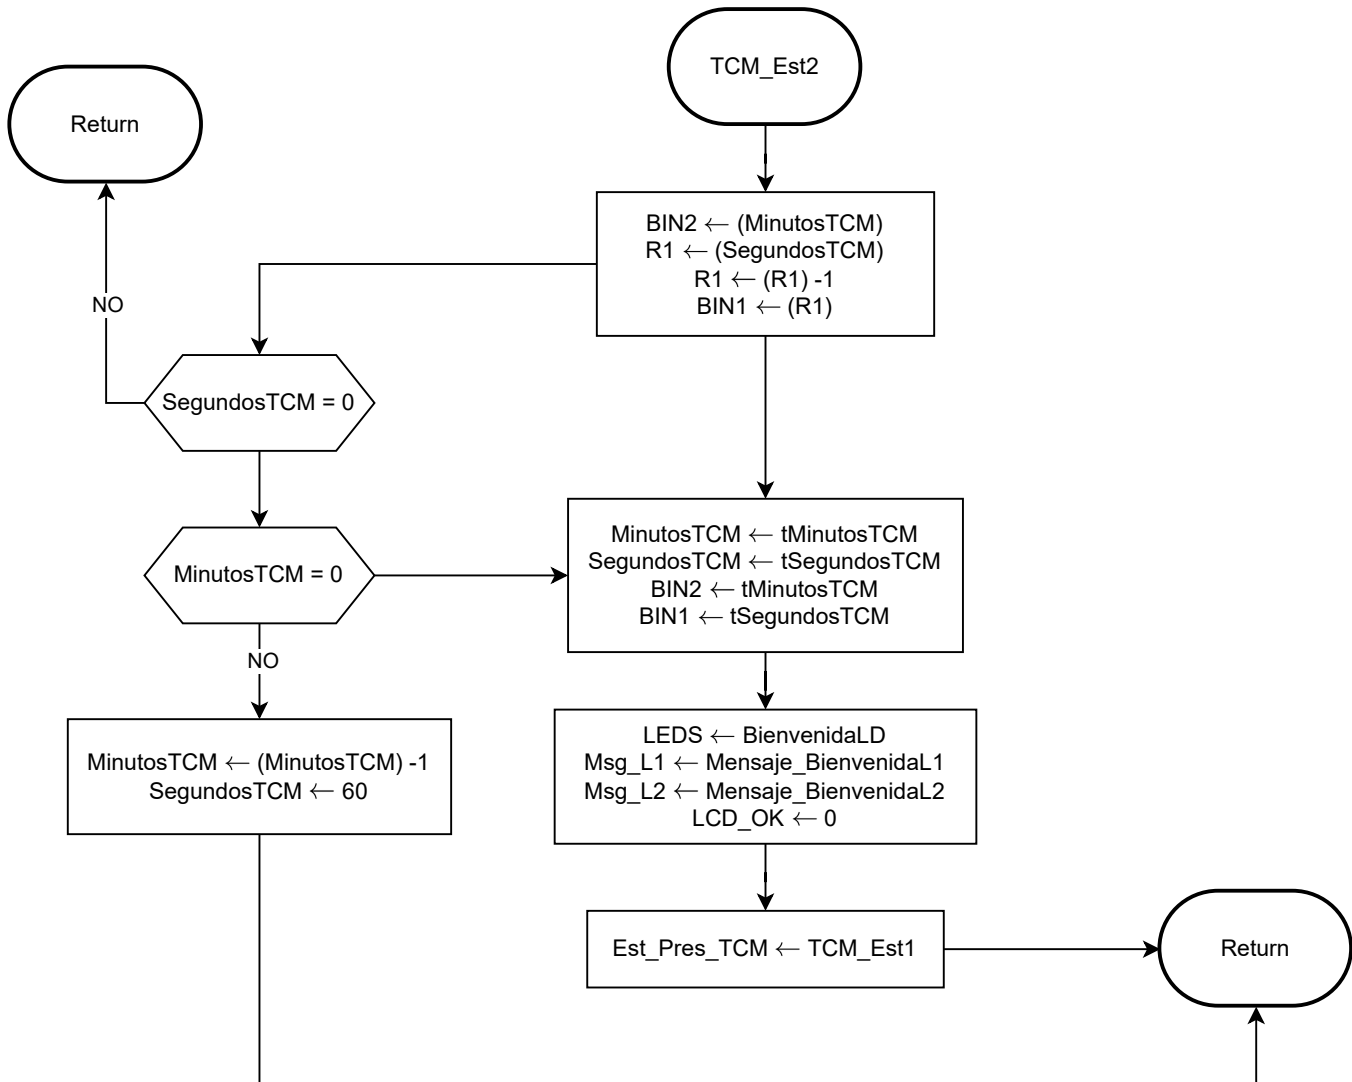 TCM_Est2
Return
BIN2 ← (MinutosTCM)
R1 ← (SegundosTCM)
R1 ← (R1) -1
BIN1 ← (R1)
NO
SegundosTCM = 0
MinutosTCM ← tMinutosTCM
SegundosTCM ← tSegundosTCM
BIN2 ← tMinutosTCM
BIN1 ← tSegundosTCM
MinutosTCM = 0
NO
MinutosTCM ← (MinutosTCM) -1
SegundosTCM ← 60
LEDS ← BienvenidaLD
Msg_L1 ← Mensaje_BienvenidaL1
Msg_L2 ← Mensaje_BienvenidaL2
LCD_OK ← 0
Est_Pres_TCM ← TCM_Est1
Return